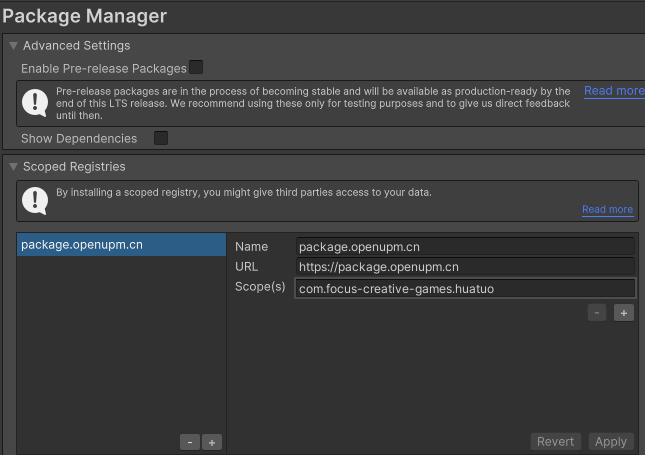 Package Manager
Advanced Settings
Enable Pre-release Packages
Pre-release packages are in the process of becoming stable and will be available as production-ready by the
end of this LTS release. We recommend using these only for testing purposes and to give us direct feedback
until then.
Read more
Show Dependencies
Scoped Registries
By installing a scoped registry, you might give third parties access to your data.
Read more
package.openupm.cn
Name package.openupm.cn
URL https://package.openupm.cn
Scope(s) com.focus-creative-games.huatuo
- +
- +
Revert Apply